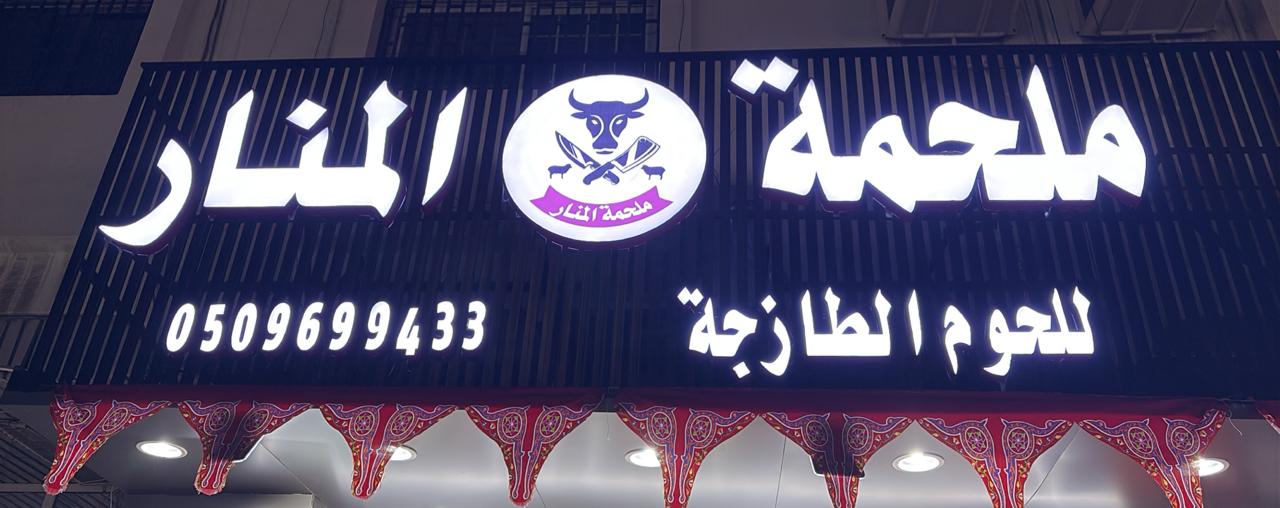 ملحمة المنار
ملحمة المنار
للحوم الطازجة
0509699433